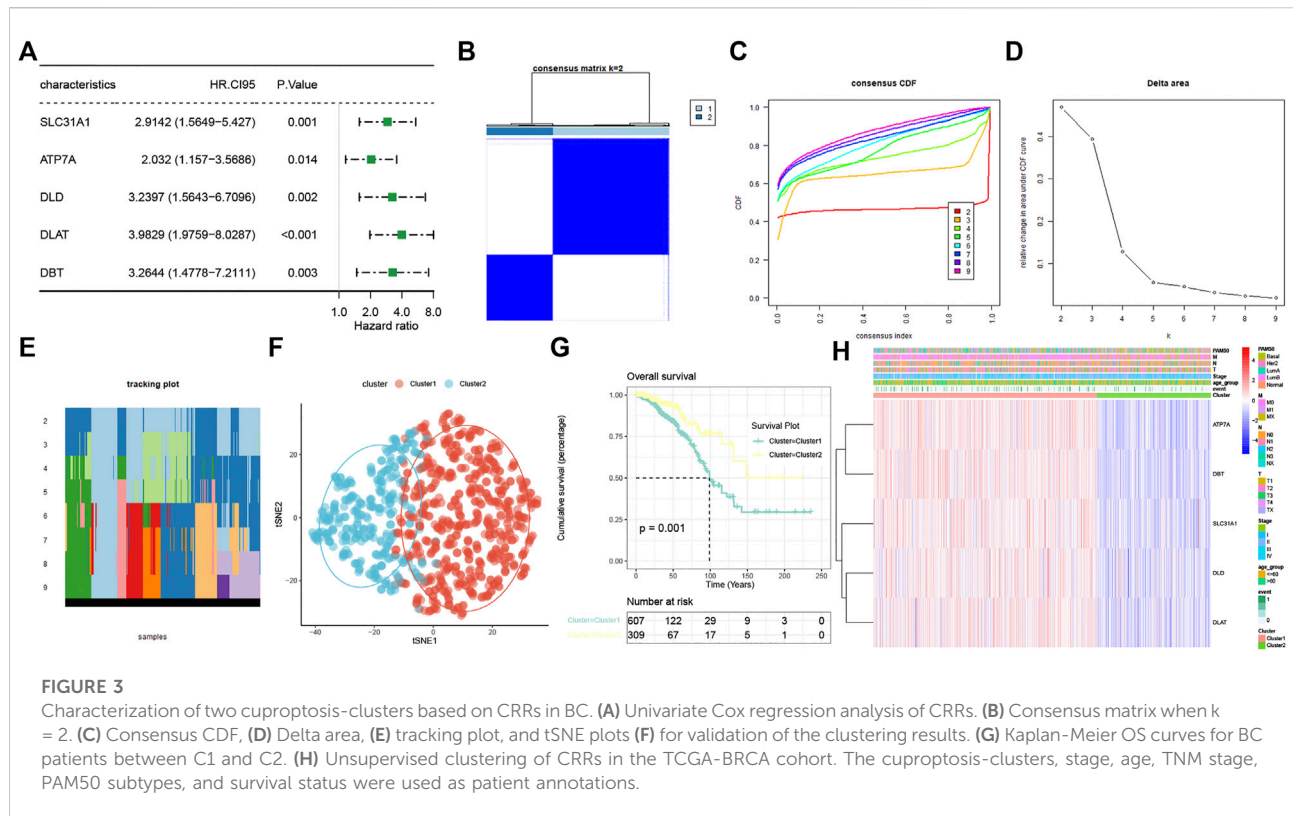 A
characteristics HR.CI95 P.Value
SLC31A1 2.9142 (1.5649−5.427) 0.001
ATP7A 2.032 (1.157−3.5686) 0.014
DLD 3.2397 (1.5643−6.7096) 0.002
DLAT 3.9829 (1.9759−8.0287) <0.001
DBT 3.2644 (1.4778−7.2111) 0.003
1.0 2.0 4.0 8.0
Hazard ratio
B
consensus matrix k=2
1
2
C
consensus CDF
CDF
0.0 0.2 0.4 0.6 0.8 1.0
0.0 0.2 0.4 0.6 0.8 1.0
consensus index
2
3
4
5
6
7
8
9
D
Delta area
relative change in area under CDF curve
0.1 0.2 0.3 0.4
2 3 4 5 6 7 8 9
k
E
tracking plot
2
3
4
5
6
7
8
9
samples
F
cluster Cluster1 Cluster2
tSNE2
20
0
−20
−40 −20 0 20
tSNE1
G
Overall survival
Cumulative survival (percentage)
1.00
0.75
0.50
0.25
0.00
Survival Plot
Cluster=Cluster1
Cluster=Cluster2
p = 0.001
0 50 100 150 200 250
Time (Years)
Number at risk
Cluster=Cluster1 607 122 29 9 3 0
Cluster=Cluster2 309 67 17 5 1 0
H
PAM50
M
N
T
Stage
age_group
event
Cluster
ATP7A
DBT
SLC31A1
DLD
DLAT
4
2
0
−2
−4
PAM50
Basal
Her2
LumA
LumB
Normal
M
M0
M1
MX
N
N0
N1
N2
N3
NX
T
T1
T2
T3
T4
TX
Stage
I
II
III
IV
age_group
<=60
>60
event
1
0
Cluster
Cluster1
Cluster2
FIGURE 3
Characterization of two cuproptosis-clusters based on CRRs in BC. (A) Univariate Cox regression analysis of CRRs. (B) Consensus matrix when k
= 2. (C) Consensus CDF, (D) Delta area, (E) tracking plot, and tSNE plots (F) for validation of the clustering results. (G) Kaplan-Meier OS curves for BC
patients between C1 and C2. (H) Unsupervised clustering of CRRs in the TCGA-BRCA cohort. The cuproptosis-clusters, stage, age, TNM stage,
PAM50 subtypes, and survival status were used as patient annotations.